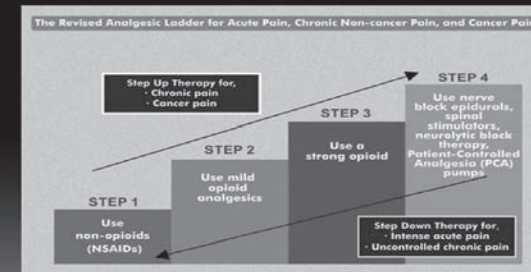 The Revised Analgesic Ladder for Acute Pain, Chronic Non-cancer Pain, and Cancer Pain
Step Up Therapy for,
· Chronic pain
· Cancer pain
STEP 1
Use
non-opioids
(NSAIDs)
STEP 2
Use mild
opioid
analgesics
STEP 3
Use a
strong opioid
STEP 4
Use nerve
block epidurals,
spinal
stimulators,
neurolytic block
therapy,
Patient-Controlled
Analgesia (PCA)
pumps
Step Down Therapy for,
· Intense acute pain
· Uncontrolled chronic pain